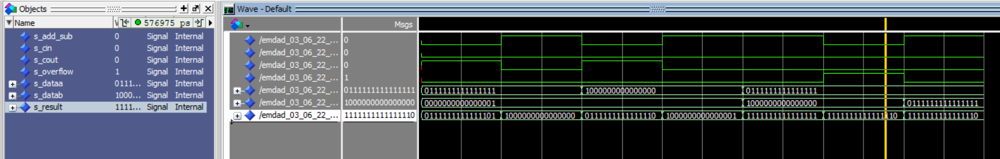 Objects
Name 576975 ps
s_add_sub 0 Signal Internal
s_cin 0 Signal Internal
s_cout 0 Signal Internal
s_overflow 1 Signal Internal
s_dataa 0111... Signal Internal
s_datab 1000... Signal Internal
s_result 1111... Signal Internal
Wave - Default
Msgs
/emdad_03_06_22_... 0
/emdad_03_06_22_... 0
/emdad_03_06_22_... 0
/emdad_03_06_22_... 1
/emdad_03_06_22_... 0111111111111111 0111111111111111 1000000000000000 0111111111111111
/emdad_03_06_22_... 1000000000000000 0000000000000001 1000000000000000 0111111111111111
/emdad_03_06_22_... 1111111111111110 0111111111111101 1000000000000000 0111111111111110 1000000000000001 1111111111111111 1111111111111110 1111111111111110